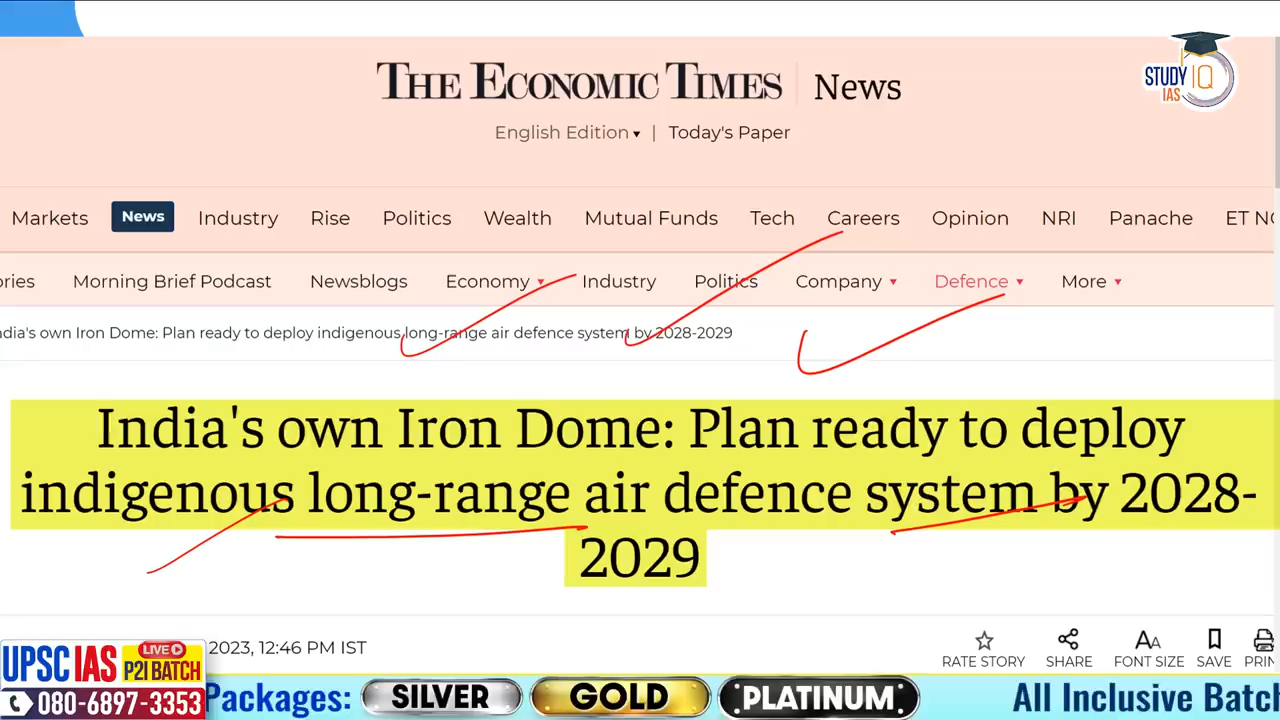 THE ECONOMIC TIMES | News
STUDY IQ
IAS
English Edition ▾ | Today's Paper
Markets News Industry Rise Politics Wealth Mutual Funds Tech Careers Opinion NRI Panache ET NO
ories Morning Brief Podcast Newsblogs Economy ▾ Industry Politics Company ▾ Defence ▾ More ▾
ndia's own Iron Dome: Plan ready to deploy indigenous long-range air defence system by 2028-2029
India's own Iron Dome: Plan ready to deploy
indigenous long-range air defence system by 2028-
2029
2023, 12:46 PM IST
RATE STORY SHARE FONT SIZE SAVE PRIN
UPSC IAS LIVE P2I BATCH
080-6897-3353
Packages: SILVER GOLD PLATINUM All Inclusive Batch